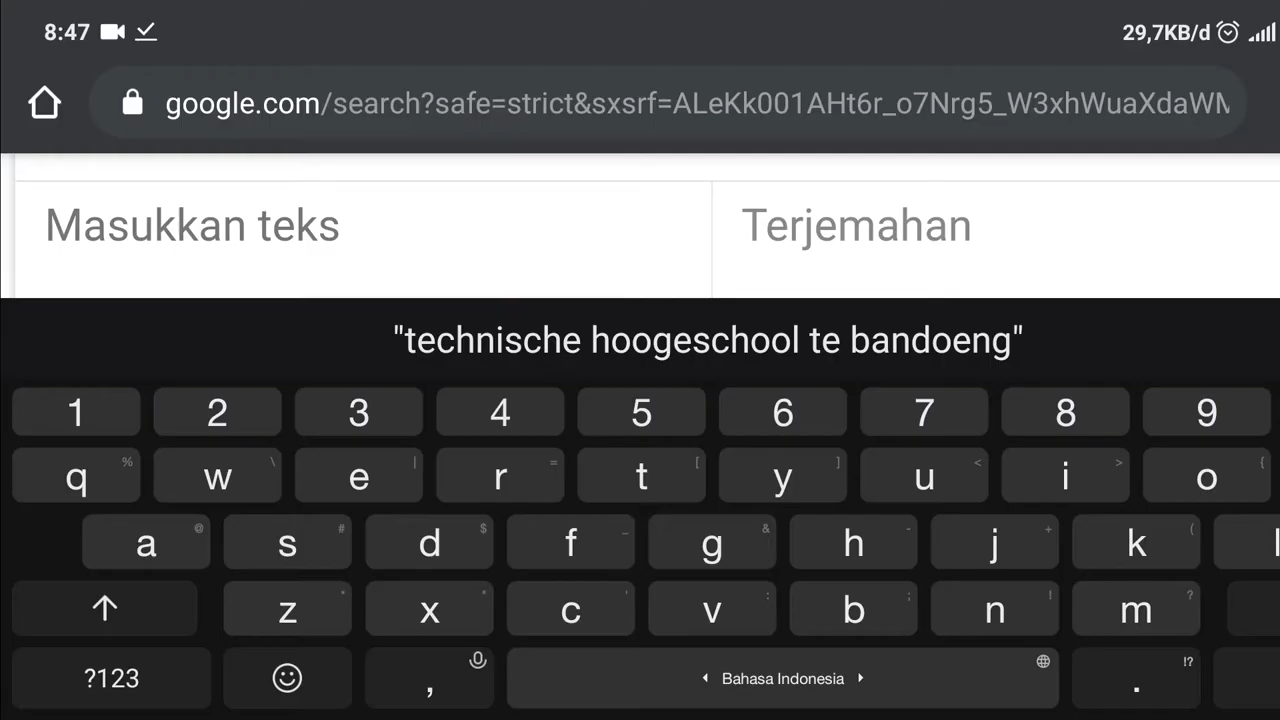 8:47 29,7KB/d
google.com/search?safe=strict&sxsrf=ALeKk001AHt6r_o7Nrg5_W3xhWuaXdaWM
Masukkan teks Terjemahan
"technische hoogeschool te bandoeng"
1 2 3 4 5 6 7 8 9
q % w \ e | r = t [ y ] u < i > o {
a @ s # d $ f _ g & h - j + k ( l
z * x " c ' v : b ; n ! m ?
?123 , Bahasa Indonesia . !?